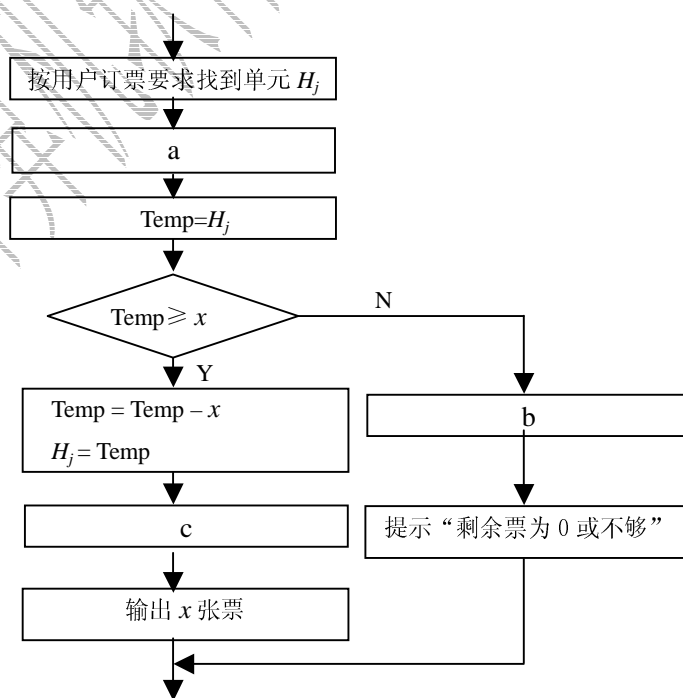 按用户订票要求找到单元 Hj
a
Temp=Hj
Temp≥ x
N
Y
Temp = Temp – x
Hj = Temp
b
c
提示“剩余票为 0 或不够”
输出 x 张票